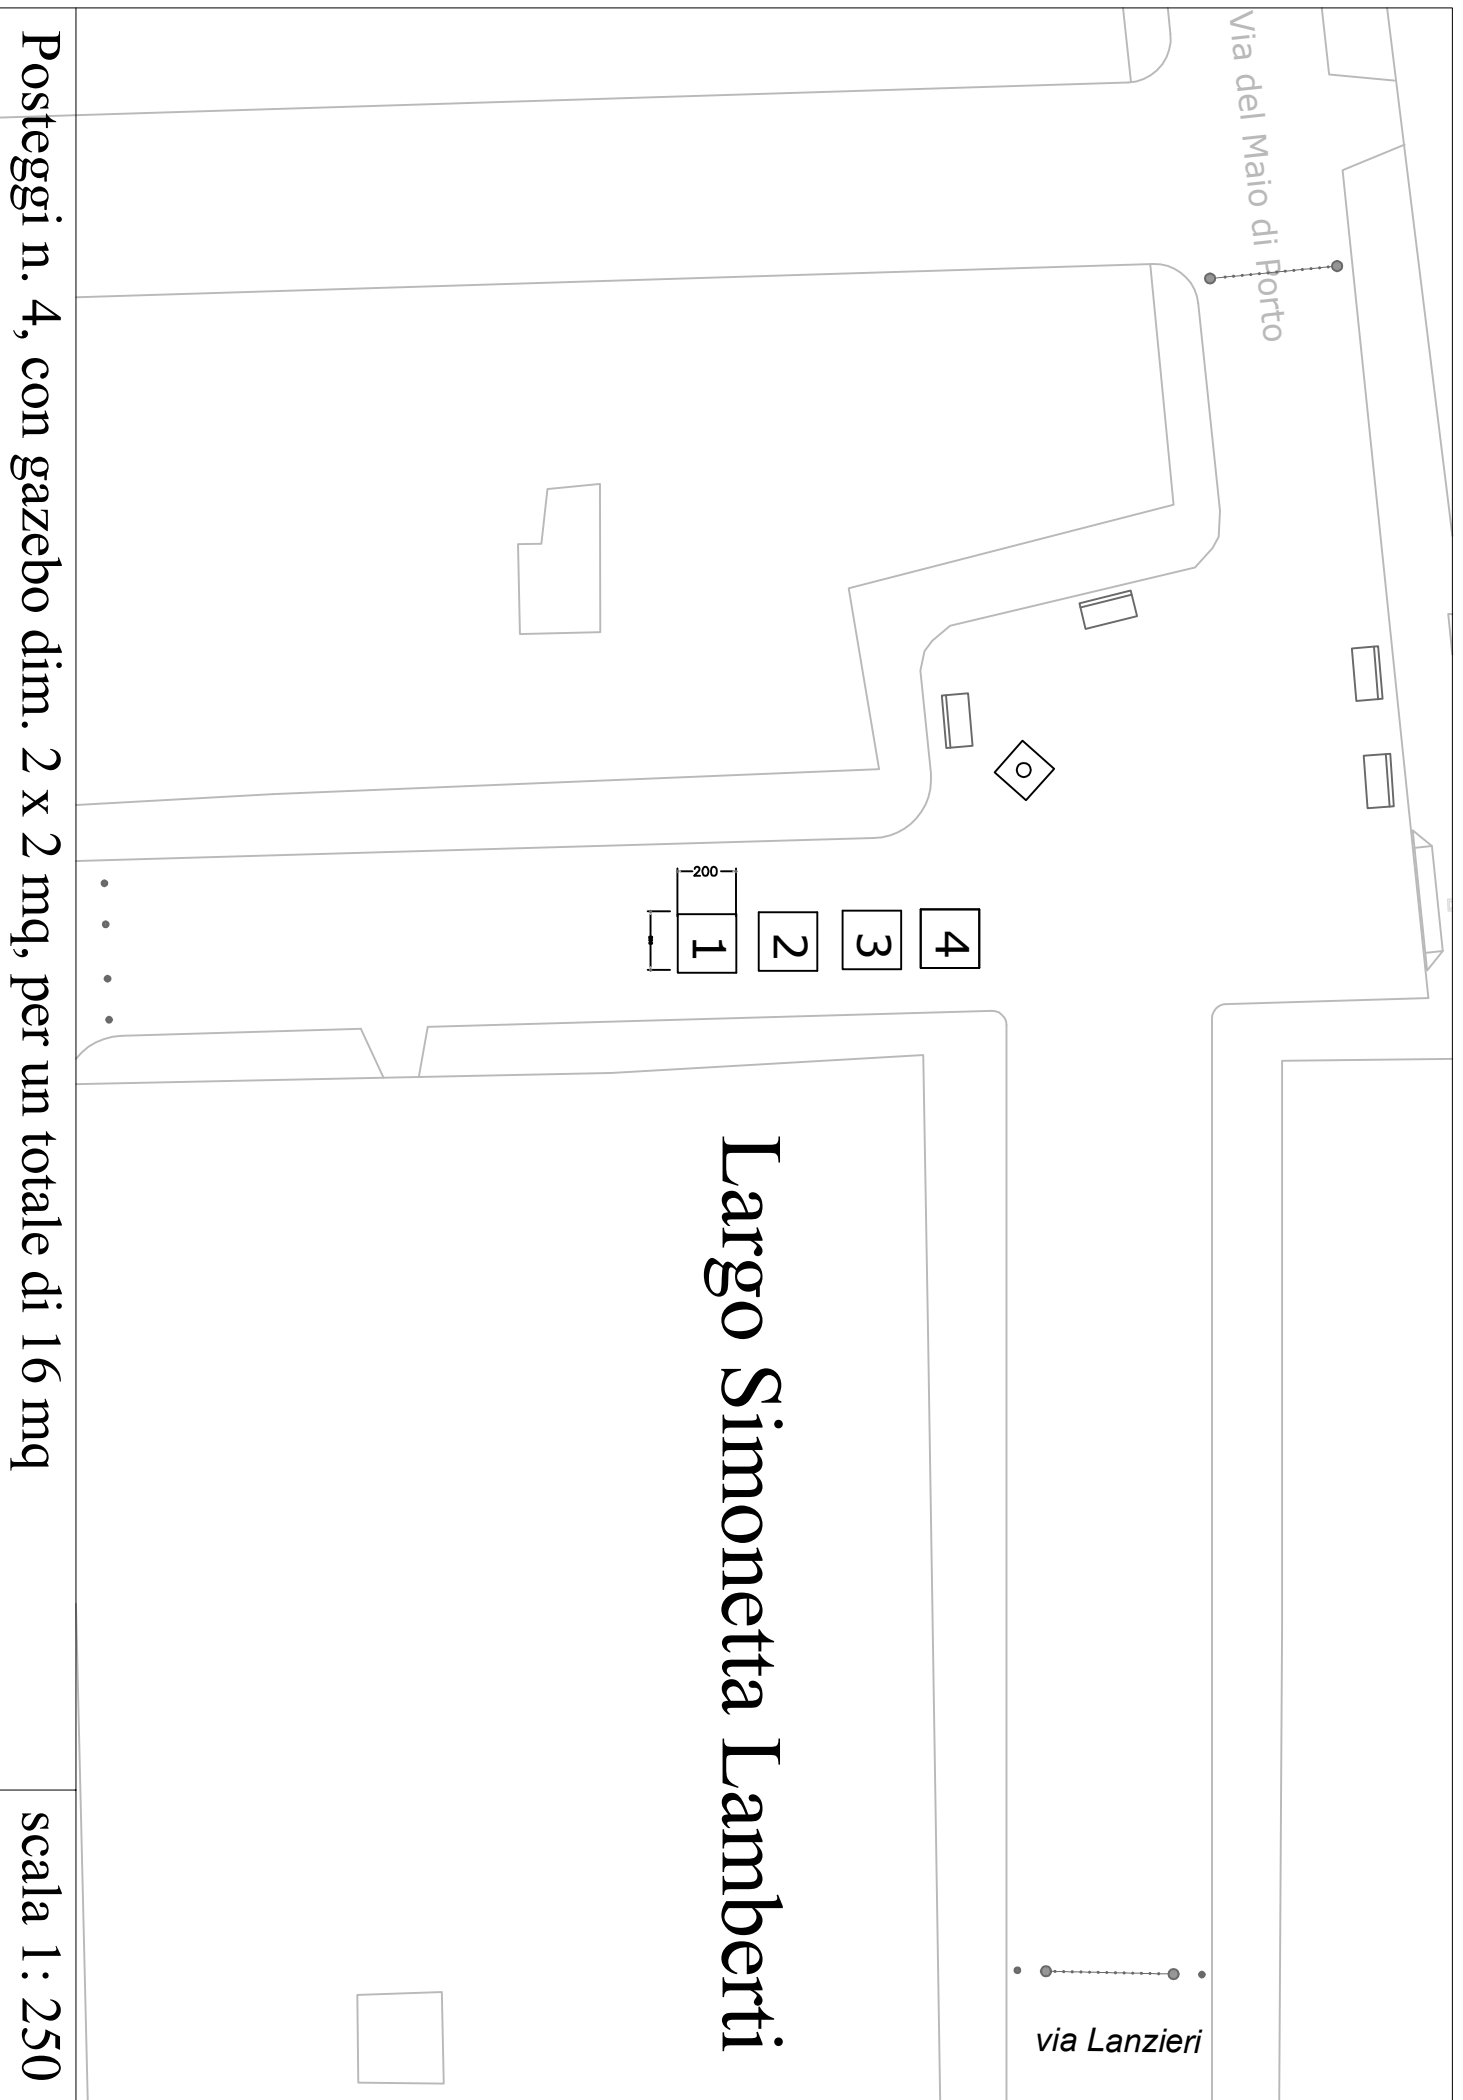 Via del Maio di Porto
200
1
2
3
4
Largo Simonetta Lamberti
via Lanzieri
Posteggi n. 4, con gazebo dim. 2 x 2 mq, per un totale di 16 mq
scala 1: 250